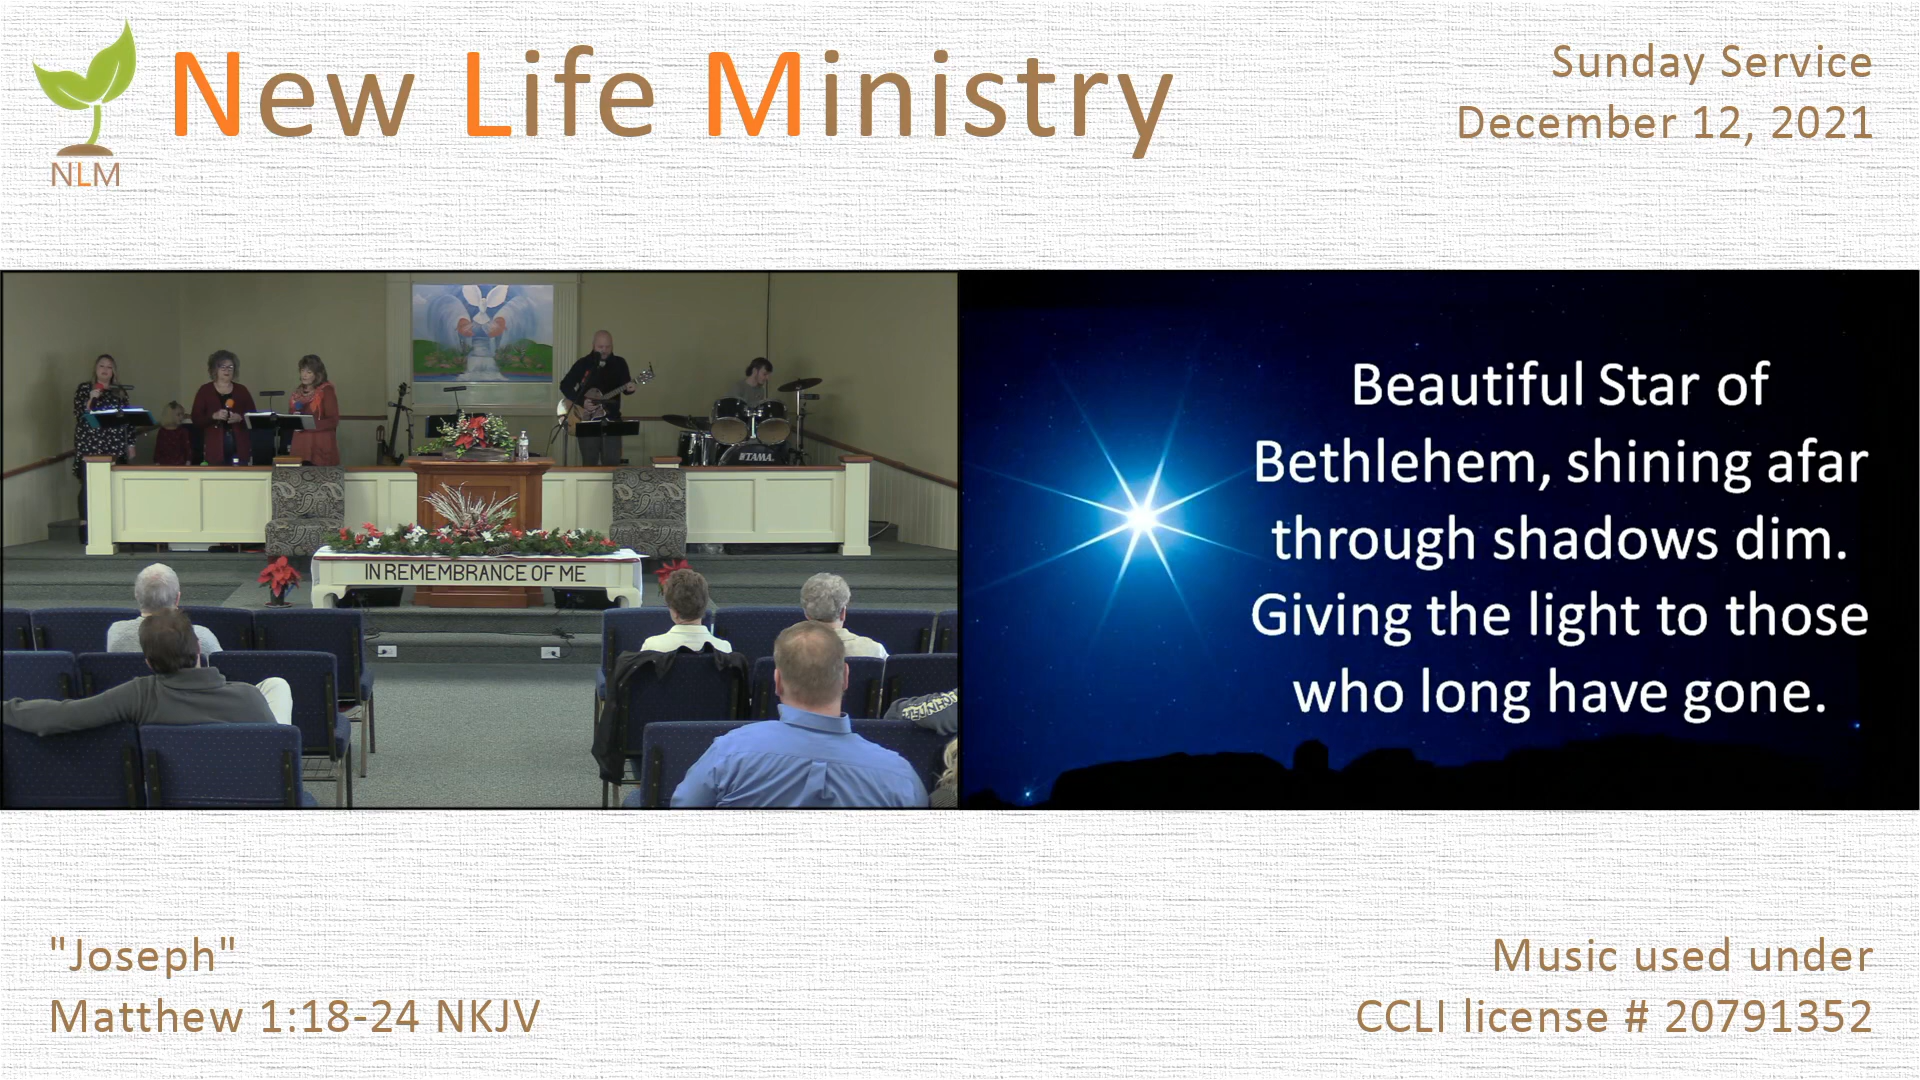 New Life Ministry
NLM
Sunday Service
December 12, 2021
IN REMEMBRANCE OF ME
TAMA
Beautiful Star of
Bethlehem, shining afar
through shadows dim.
Giving the light to those
who long have gone.
"Joseph"
Matthew 1:18-24 NKJV
Music used under
CCLI license # 20791352